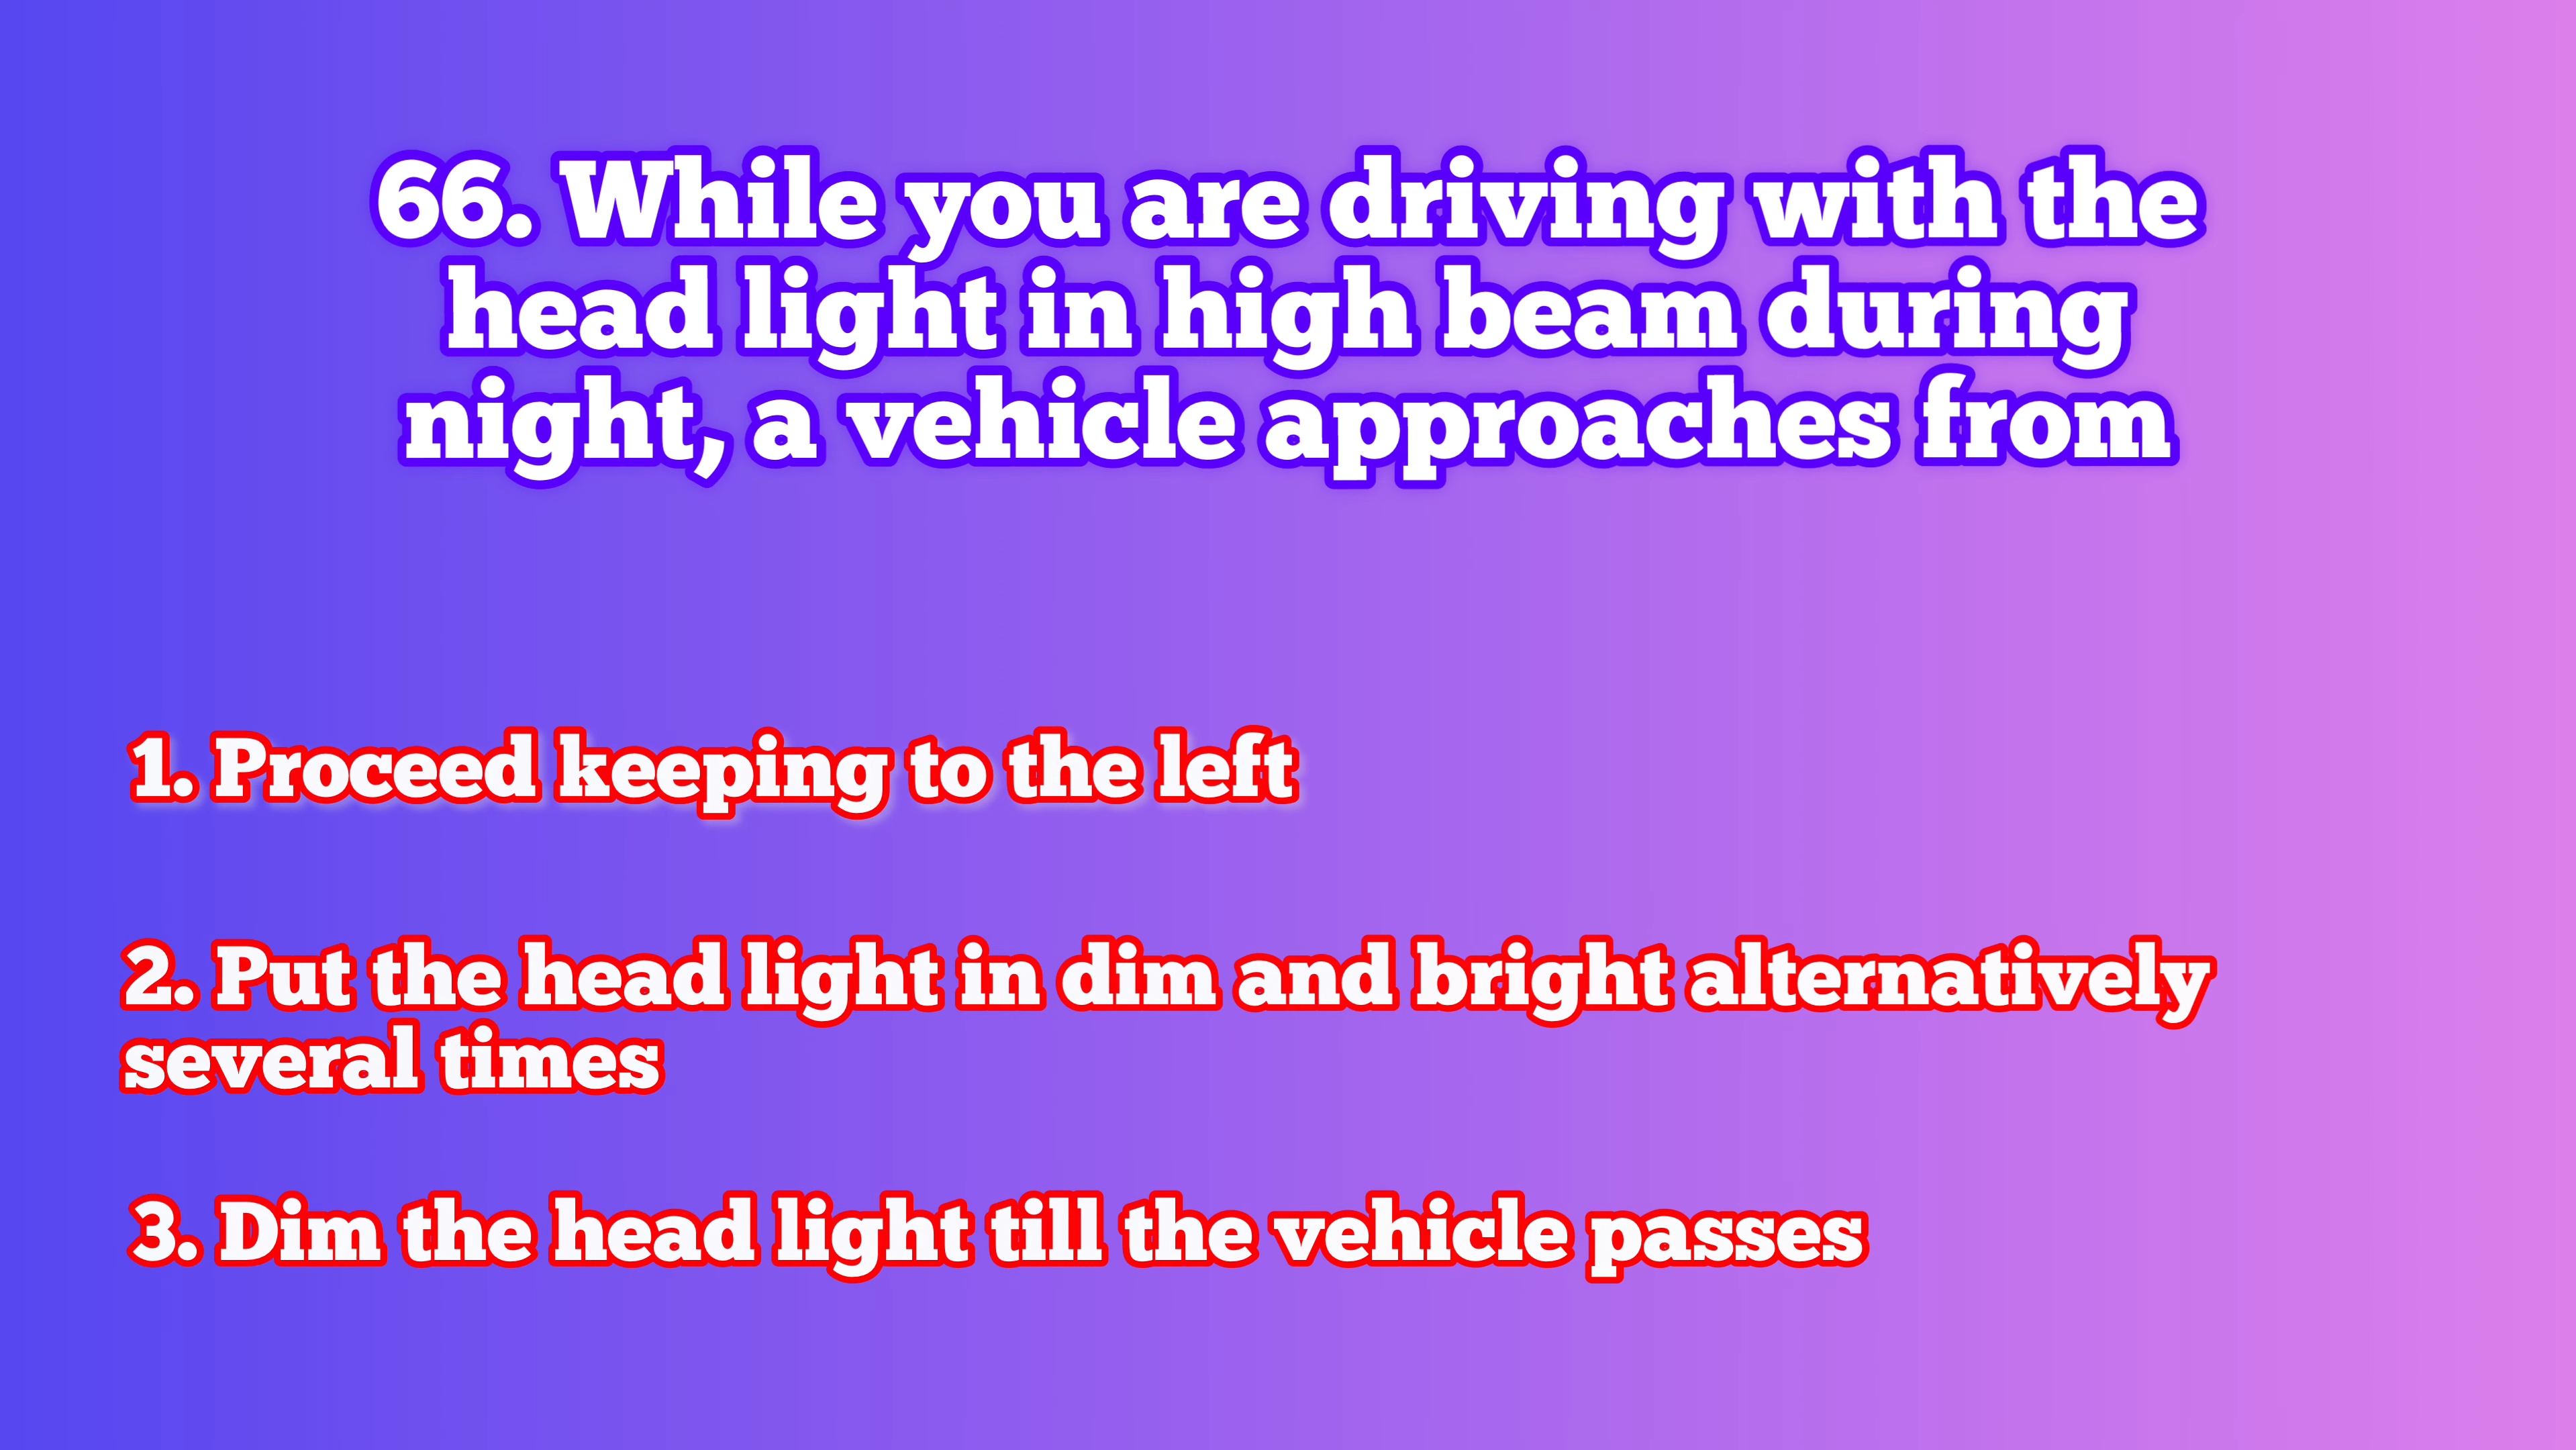 66. While you are driving with the
head light in high beam during
night, a vehicle approaches from
1. Proceed keeping to the left
2. Put the head light in dim and bright alternatively
several times
3. Dim the head light till the vehicle passes